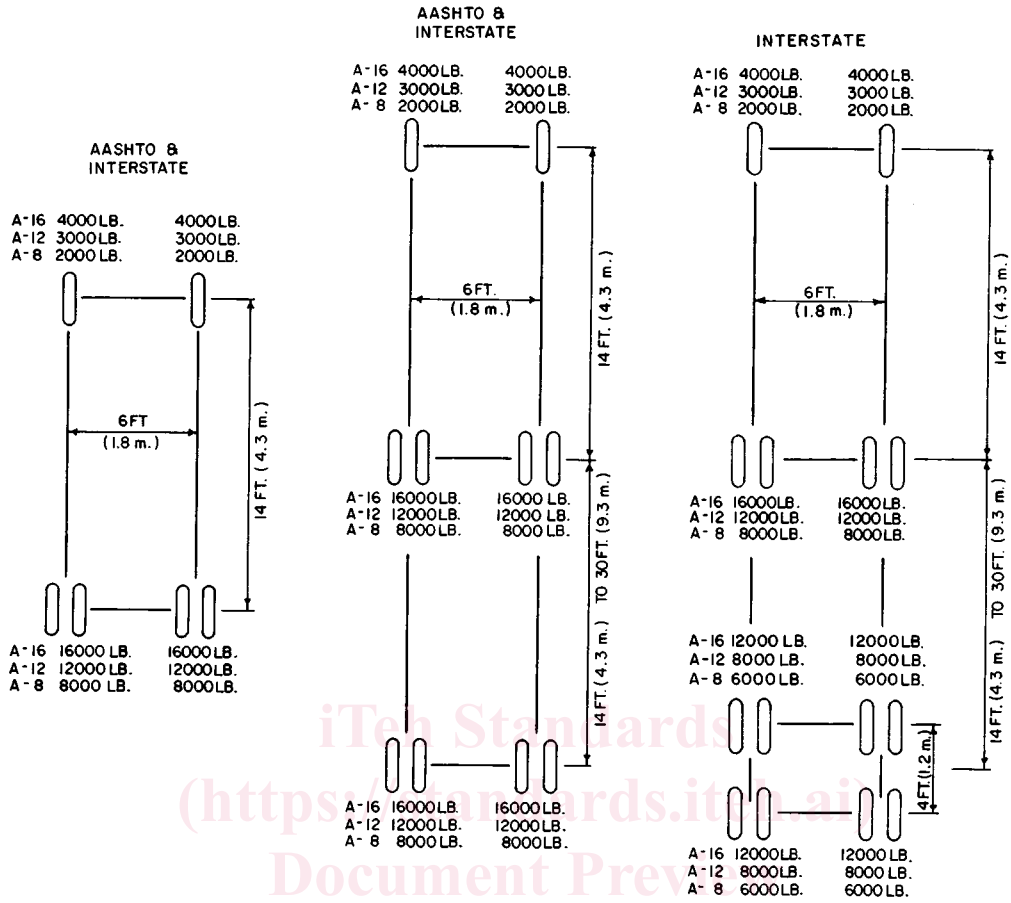 AASHTO &
INTERSTATE
A-16 4000 LB. 4000 LB.
A-12 3000 LB. 3000 LB.
A-8 2000 LB. 2000 LB.
6 FT
(1.8 m.)
14 FT. (4.3 m.)
A-16 16000 LB. 16000 LB.
A-12 12000 LB. 12000 LB.
A-8 8000 LB. 8000 LB.
AASHTO &
INTERSTATE
A-16 4000 LB. 4000 LB.
A-12 3000 LB. 3000 LB.
A-8 2000 LB. 2000 LB.
6 FT.
(1.8 m.)
14 FT. (4.3 m.)
A-16 16000 LB. 16000 LB.
A-12 12000 LB. 12000 LB.
A-8 8000 LB. 8000 LB.
14 FT. (4.3 m.) TO 30 FT. (9.3 m.)
A-16 16000 LB. 16000 LB.
A-12 12000 LB. 12000 LB.
A-8 8000 LB. 8000 LB.
INTERSTATE
A-16 4000 LB. 4000 LB.
A-12 3000 LB. 3000 LB.
A-8 2000 LB. 2000 LB.
6 FT.
(1.8 m.)
14 FT. (4.3 m.)
A-16 16000 LB. 16000 LB.
A-12 12000 LB. 12000 LB.
A-8 8000 LB. 8000 LB.
14 FT. (4.3 m.) TO 30 FT. (9.3 m.)
A-16 12000 LB. 12000 LB.
A-12 8000 LB. 8000 LB.
A-8 6000 LB. 6000 LB.
4 FT. (1.2 m.)
A-16 12000 LB. 12000 LB.
A-12 8000 LB. 8000 LB.
A-8 6000 LB. 6000 LB.
iTeh Standards
(https://standards.iteh.ai)
Document Preview